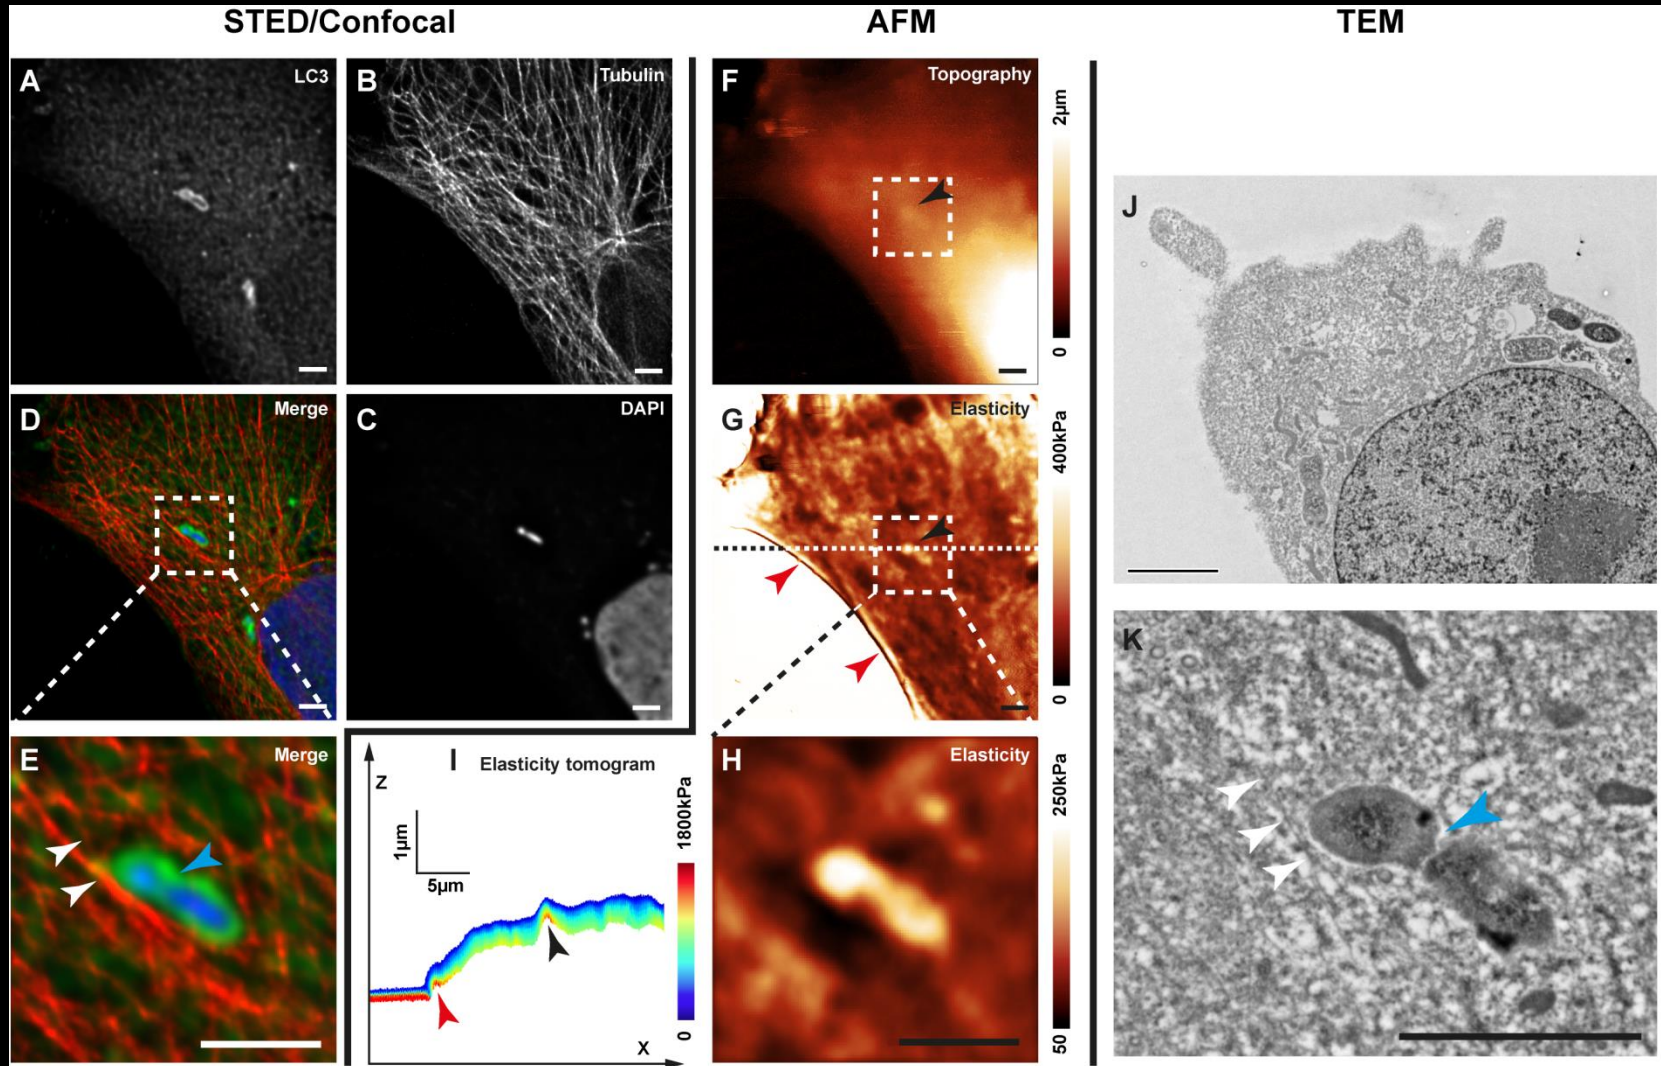 STED/Confocal
AFM
TEM
A
LC3
B
Tubulin
F
Topography
2µm
0
J
D
Merge
C
DAPI
G
Elasticity
400kPa
0
E
Merge
I
Elasticity tomogram
Z
1µm
5µm
X
1800kPa
0
H
Elasticity
250kPa
50
K